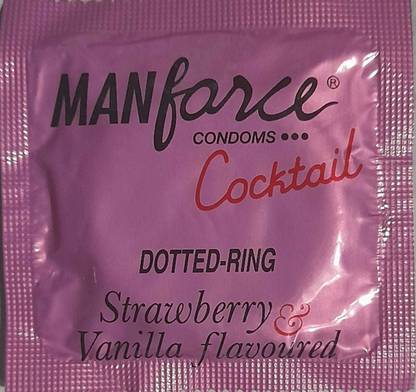 MANforce®
CONDOMS •••
Cocktail
DOTTED-RING
Strawberry &
Vanilla flavoured